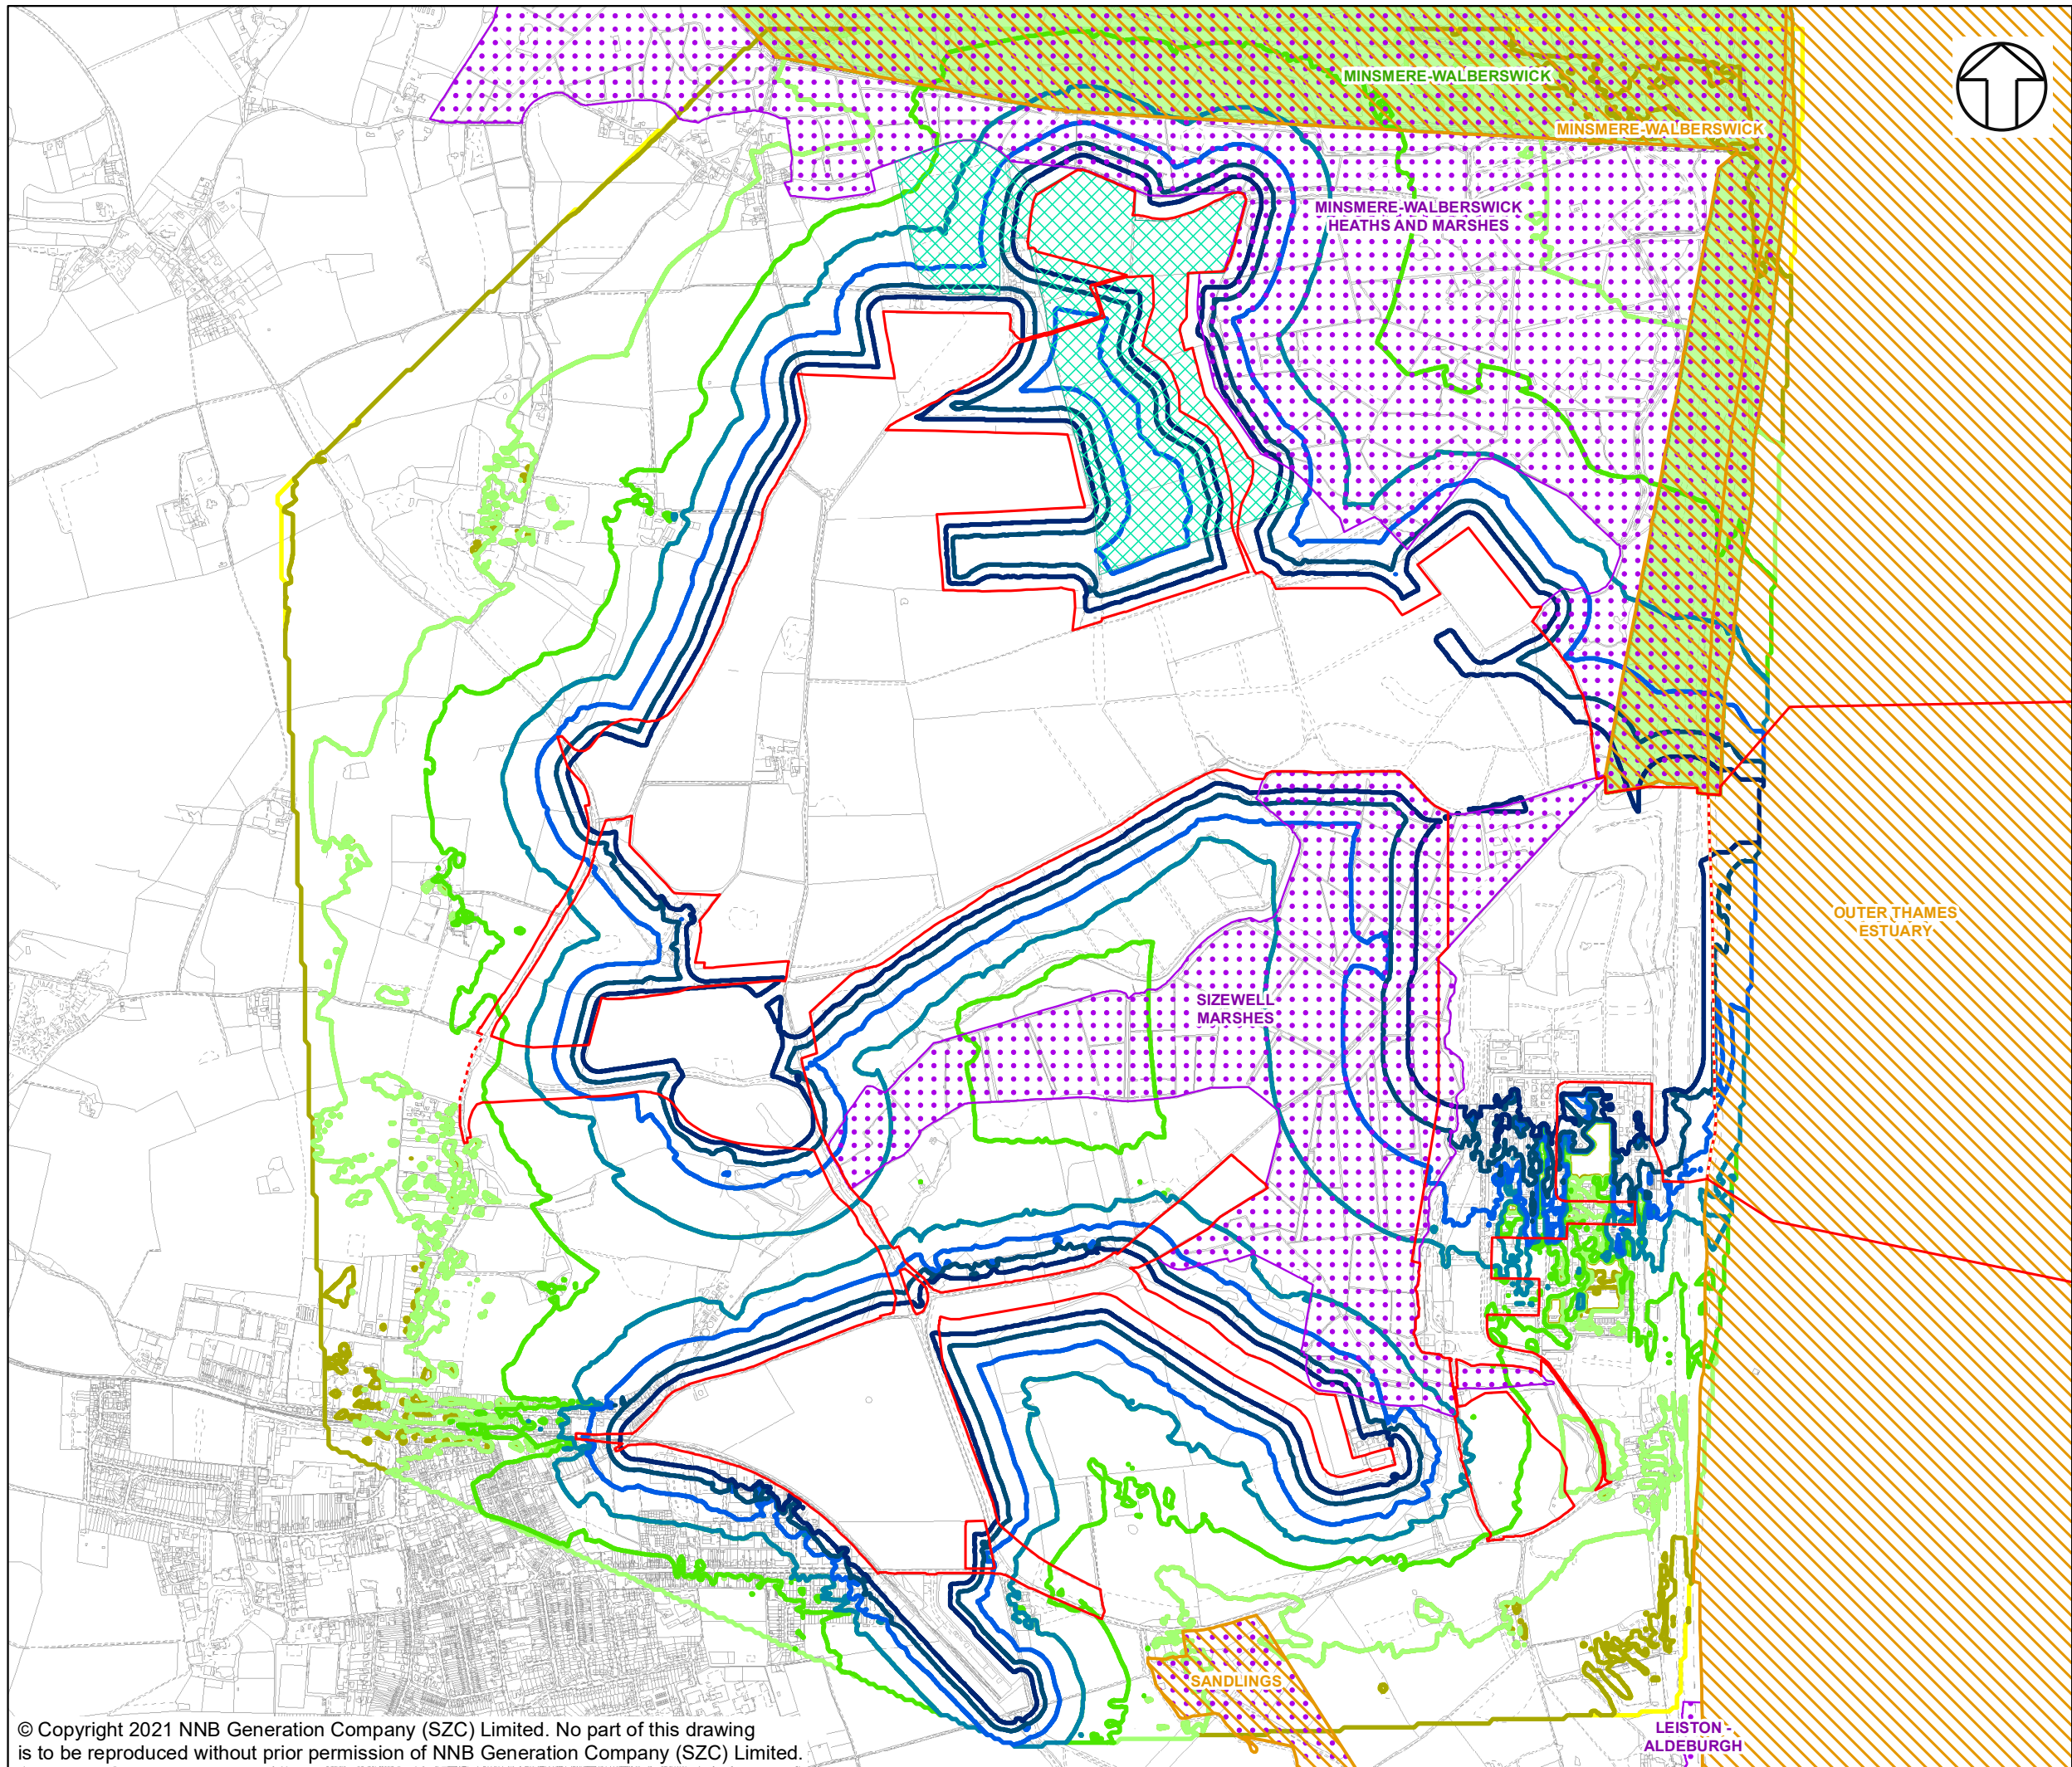 MINSMERE-WALBERSWICK
MINSMERE-WALBERSWICK
MINSMERE-WALBERSWICK
HEATHS AND MARSHES
OUTER THAMES
ESTUARY
SIZEWELL
MARSHES
SANDLINGS
LEISTON -
ALDEBURGH
© Copyright 2021 NNB Generation Company (SZC) Limited. No part of this drawing
is to be reproduced without prior permission of NNB Generation Company (SZC) Limited.